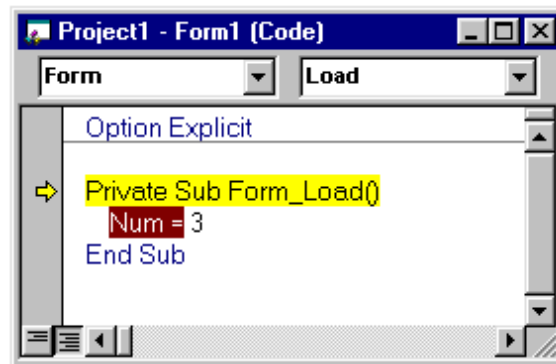 Project1 - Form1 (Code)
Form Load
Option Explicit
Private Sub Form_Load()
Num = 3
End Sub